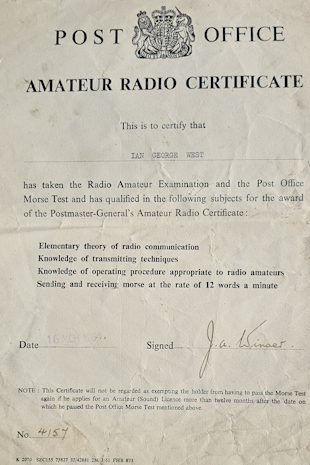 POST OFFICE
AMATEUR RADIO CERTIFICATE
This is to certify that
IAN GEORGE WEST
has taken the Radio Amateur Examination and the Post Office
Morse Test and has qualified in the following subjects for the award
of the Postmaster-General's Amateur Radio Certificate :
Elementary theory of radio communication
Knowledge of transmitting techniques
Knowledge of operating procedure appropriate to radio amateurs
Sending and receiving morse at the rate of 12 words a minute
Date Signed
NOTE : This Certificate will not be regarded as exempting the holder from having to pass the Morse Test
again if he applies for an Amateur (Sound) Licence more than twelve months after the date on
which he passed the Post Office Morse Test mentioned above.
No. 4157